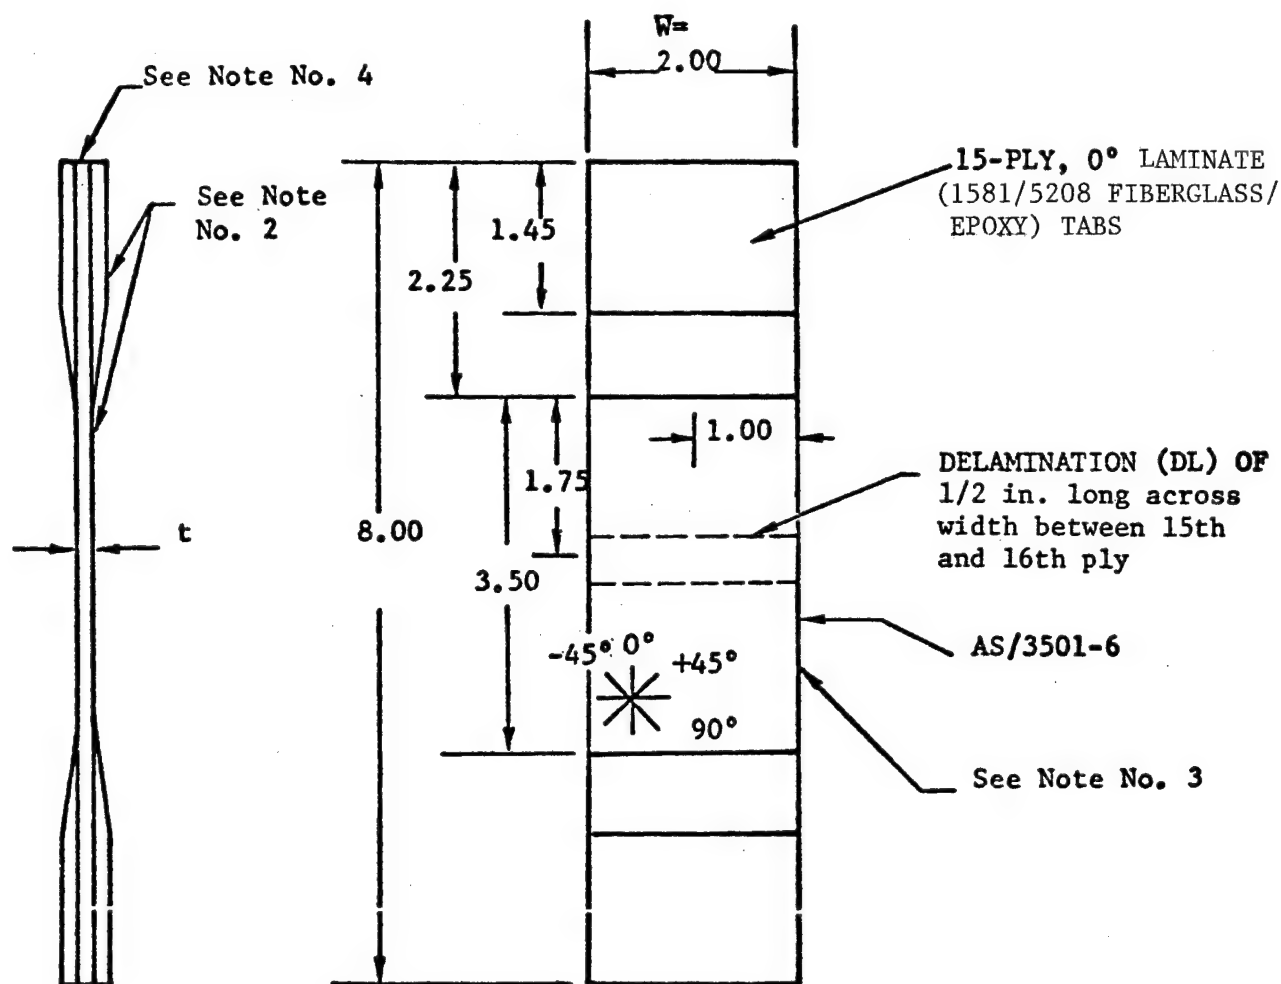 W=
2.00
See Note No. 4
15-PLY, 0° LAMINATE
(1581/5208 FIBERGLASS/
EPOXY) TABS
See Note
No. 2
1.45
2.25
1.00
1.75
DELAMINATION (DL) OF
1/2 in. long across
width between 15th
and 16th ply
t
8.00
3.50
-45° 0° +45°
90°
AS/3501-6
See Note No. 3